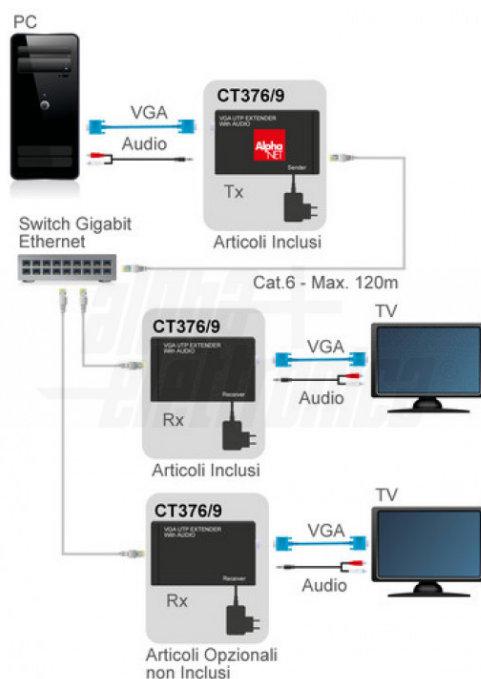 PC
CT376/9
VGA
VGA UTP EXTENDER
With AUDIO
Alpha
NET
Audio
Sender
Tx
Articoli Inclusi
Switch Gigabit
Ethernet
Cat.6 - Max. 120m
TV
CT376/9
VGA UTP EXTENDER
With AUDIO
VGA
Audio
Receiver
Rx
Articoli Inclusi
alpha
elettronica®
TV
CT376/9
VGA UTP EXTENDER
With AUDIO
VGA
Audio
Receiver
Rx
Articoli Opzionali
non Inclusi